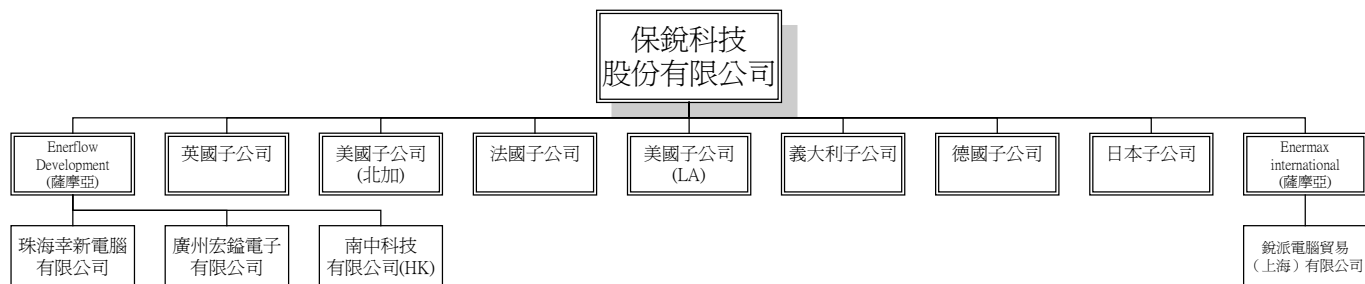 保銳科技
股份有限公司
Enerflow
Development
(薩摩亞)
英國子公司
美國子公司
(北加)
法國子公司
美國子公司
(LA)
義大利子公司
德國子公司
日本子公司
Enermax
international
(薩摩亞)
珠海幸新電腦
有限公司
廣州宏鎰電子
有限公司
南中科技
有限公司(HK)
銳派電腦貿易
（上海）有限公司